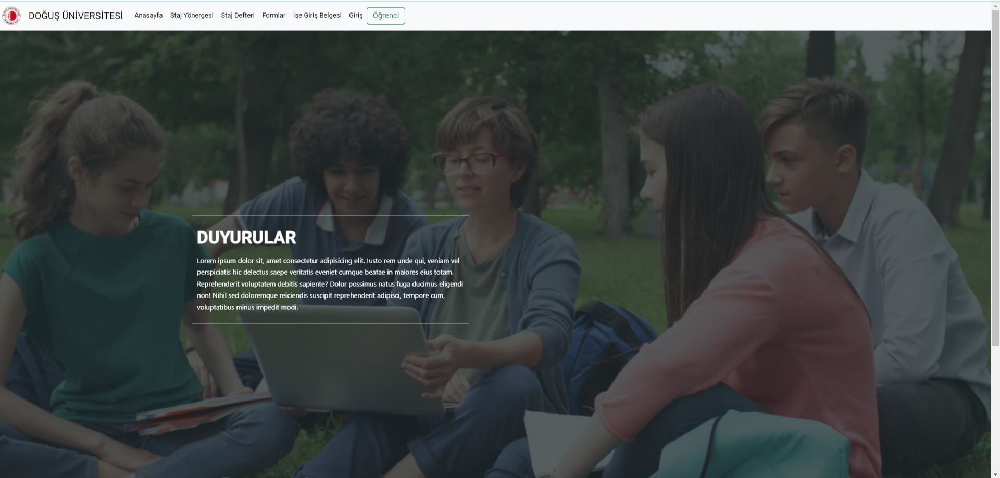 DOĞUŞ ÜNİVERSİTESİ Anasayfa Staj Yönergesi Staj Defteri Formlar İşe Giriş Belgesi Giriş Öğrenci
DUYURULAR
Lorem ipsum dolor sit, amet consectetur adipisicing elit. Iusto rem unde qui, veniam vel
perspiciatis hic delectus saepe veritatis eveniet cumque beatae in maiores eius totam.
Reprehenderit voluptatem debitis sapiente? Dolor possimus natus fuga ducimus eligendi
non! Nihil sed doloremque reiciendis suscipit reprehenderit adipisci, tempore cum,
voluptatibus minus impedit modi.